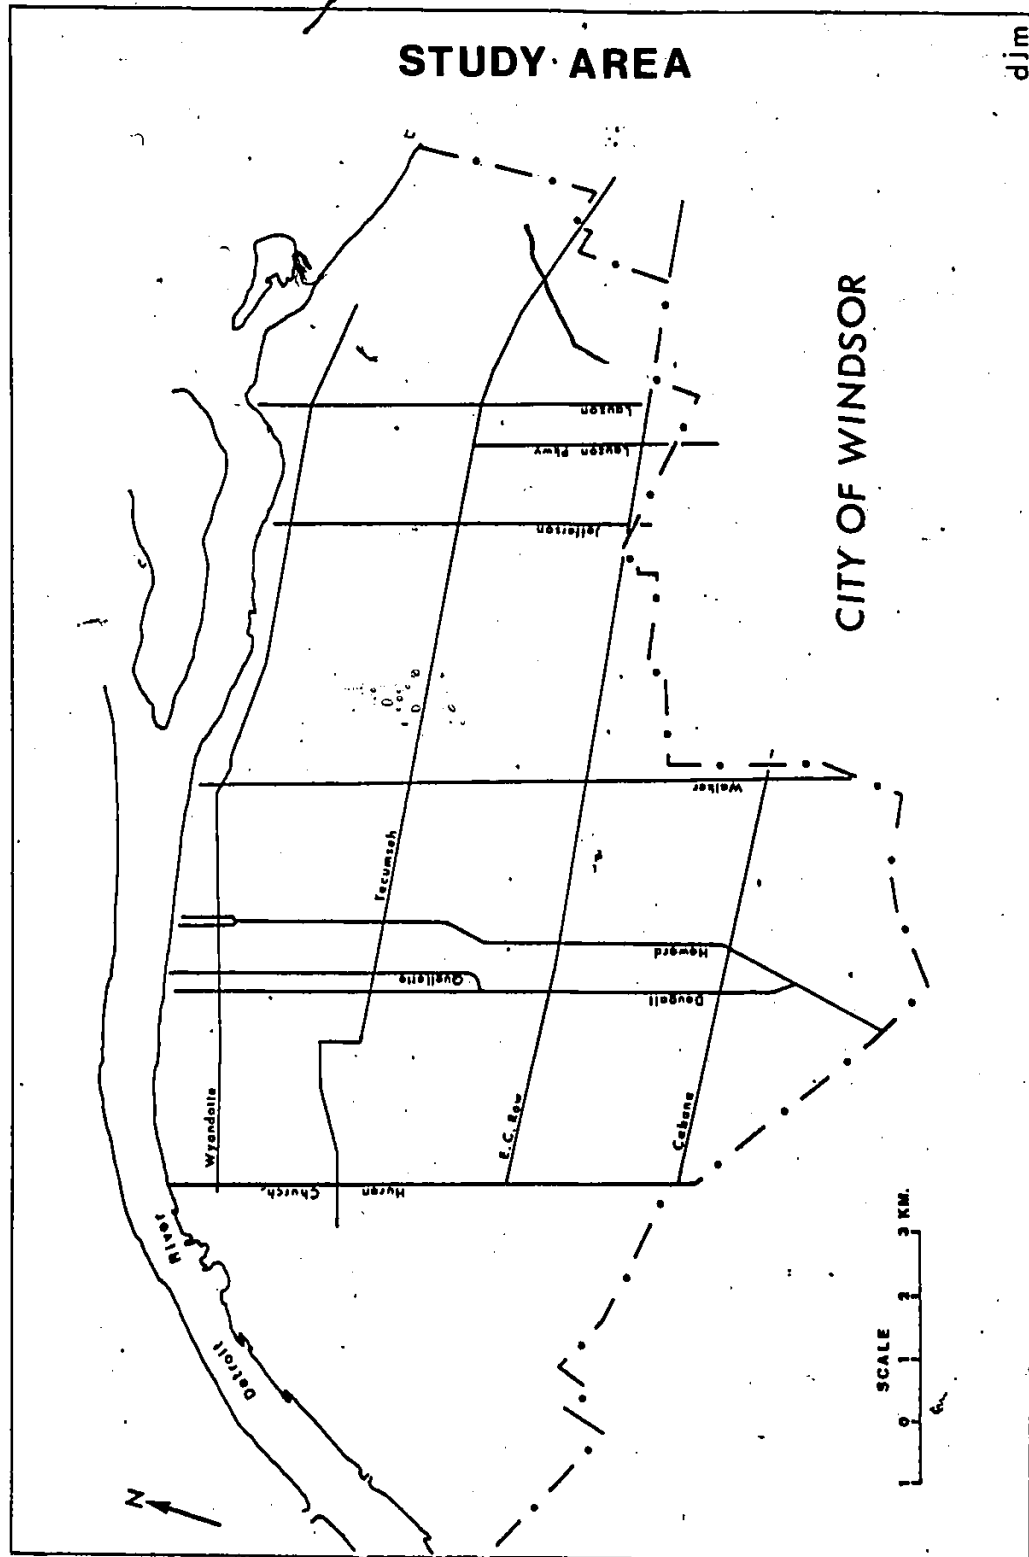 STUDY AREA
djm
CITY OF WINDSOR
Lauzon
Lauzon Pkwy
Jefferson
Walker
Tecumseh
Howard
Ouellette
Dougall
Wyandotte
E.C. Row
Cabana
Huron
Church
Detroit
River
N
SCALE
1 0 1 2 3 KM.